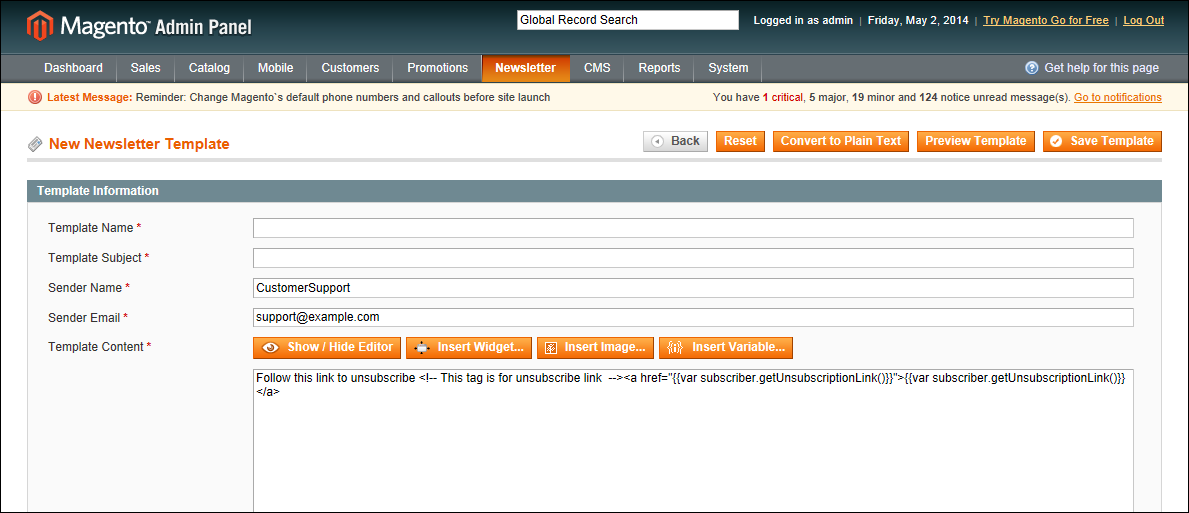 Magento™ Admin Panel
Global Record Search
Logged in as admin | Friday, May 2, 2014 | Try Magento Go for Free | Log Out
Dashboard Sales Catalog Mobile Customers Promotions Newsletter CMS Reports System Get help for this page
Latest Message: Reminder: Change Magento`s default phone numbers and callouts before site launch You have 1 critical, 5 major, 19 minor and 124 notice unread message(s). Go to notifications
New Newsletter Template Back Reset Convert to Plain Text Preview Template Save Template
Template Information
Template Name *
Template Subject *
Sender Name * CustomerSupport
Sender Email * support@example.com
Template Content * Show / Hide Editor Insert Widget... Insert Image... Insert Variable...
Follow this link to unsubscribe <!-- This tag is for unsubscribe link  --><a href="{{var subscriber.getUnsubscriptionLink()}}">{{var subscriber.getUnsubscriptionLink()}}
</a>